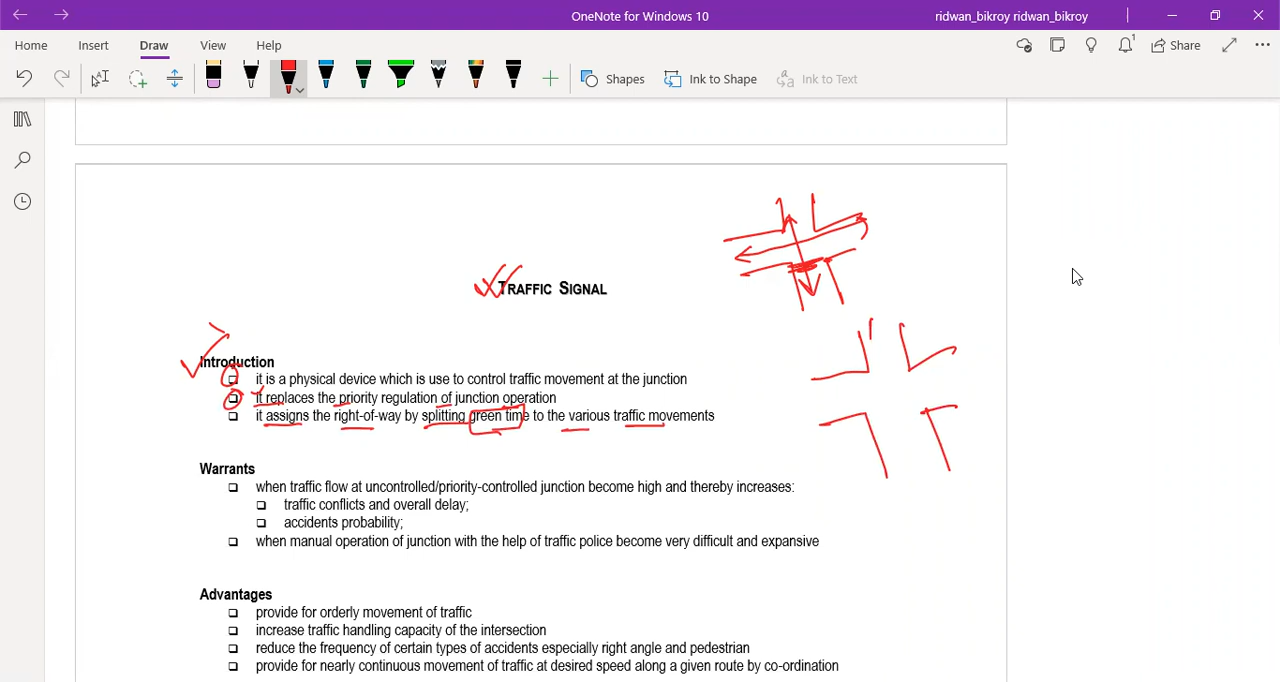 OneNote for Windows 10
ridwan_bikroy ridwan_bikroy
Home Insert Draw View Help
Share
Shapes Ink to Shape Ink to Text
TRAFFIC SIGNAL
Introduction
it is a physical device which is use to control traffic movement at the junction
it replaces the priority regulation of junction operation
it assigns the right-of-way by splitting green time to the various traffic movements
Warrants
when traffic flow at uncontrolled/priority-controlled junction become high and thereby increases:
traffic conflicts and overall delay;
accidents probability;
when manual operation of junction with the help of traffic police become very difficult and expansive
Advantages
provide for orderly movement of traffic
increase traffic handling capacity of the intersection
reduce the frequency of certain types of accidents especially right angle and pedestrian
provide for nearly continuous movement of traffic at desired speed along a given route by co-ordination